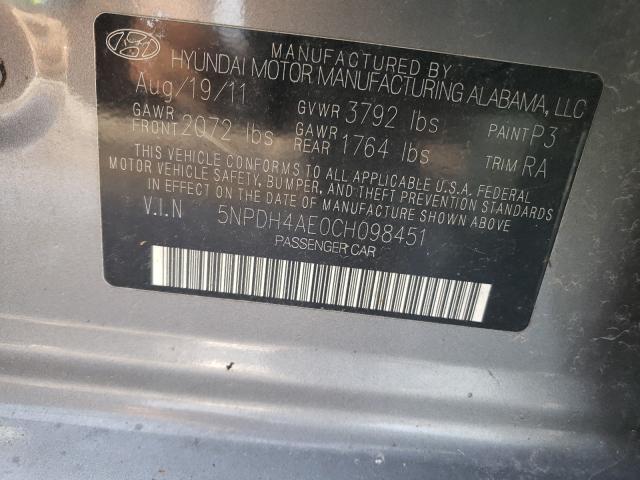 MANUFACTURED BY
HYUNDAI MOTOR MANUFACTURING ALABAMA, LLC
Aug/19/11 GVWR 3792 lbs PAINT P3
GAWR FRONT 2072 lbs GAWR REAR 1764 lbs TRIM RA
THIS VEHICLE CONFORMS TO ALL APPLICABLE U.S.A. FEDERAL
MOTOR VEHICLE SAFETY, BUMPER, AND THEFT PREVENTION STANDARDS
IN EFFECT ON THE DATE OF MANUFACTURE SHOWN ABOVE
V.I.N 5NPDH4AE0CH098451
PASSENGER CAR